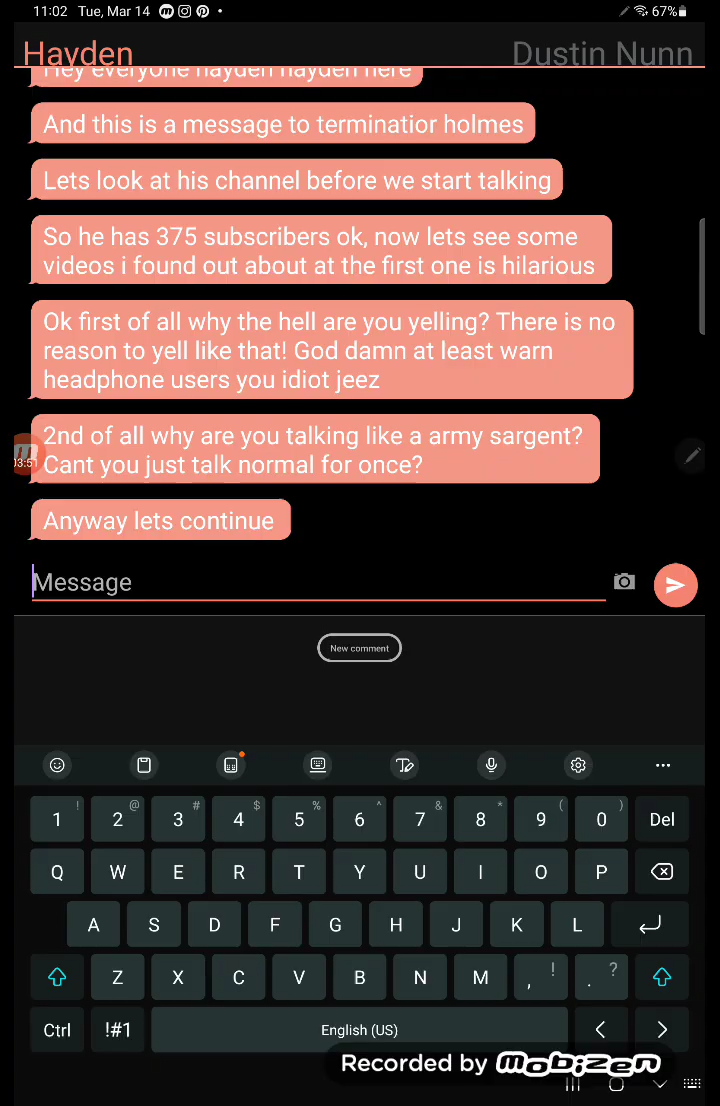 11:02 Tue, Mar 14
67%
Hayden
Dustin Nunn
Hey everyone hayden hayden here
And this is a message to terminatior holmes
Lets look at his channel before we start talking
So he has 375 subscribers ok, now lets see some
videos i found out about at the first one is hilarious
Ok first of all why the hell are you yelling? There is no
reason to yell like that! God damn at least warn
headphone users you idiot jeez
2nd of all why are you talking like a army sargent?
Cant you just talk normal for once?
03:51
Anyway lets continue
Message
New comment
! @ # $ % ^ & * ( )
1 2 3 4 5 6 7 8 9 0 Del
Q W E R T Y U I O P
A S D F G H J K L
Z X C V B N M , ! . ?
Ctrl !#1 English (US) < >
Recorded by mobizen